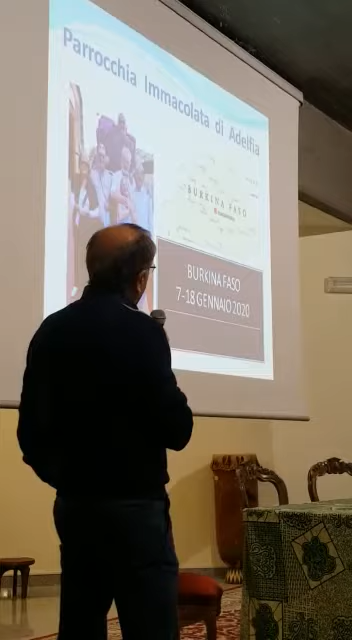 Parrocchia Immacolata di Adelfia
BURKINA FASO
BURKINA FASO
7-18 GENNAIO 2020